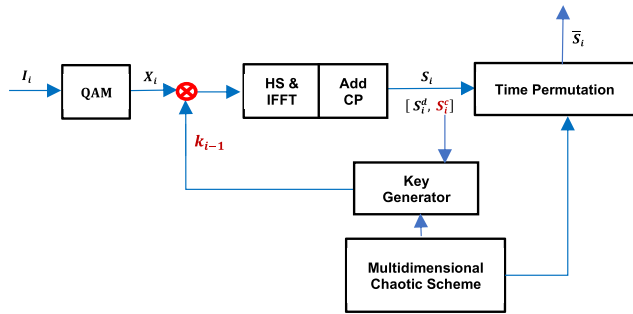 I_i
QAM
X_i
k_{i-1}
HS &
IFFT
Add
CP
S_i
[ S_i^d, S_i^c]
S̅_i
Time Permutation
Key
Generator
Multidimensional
Chaotic Scheme